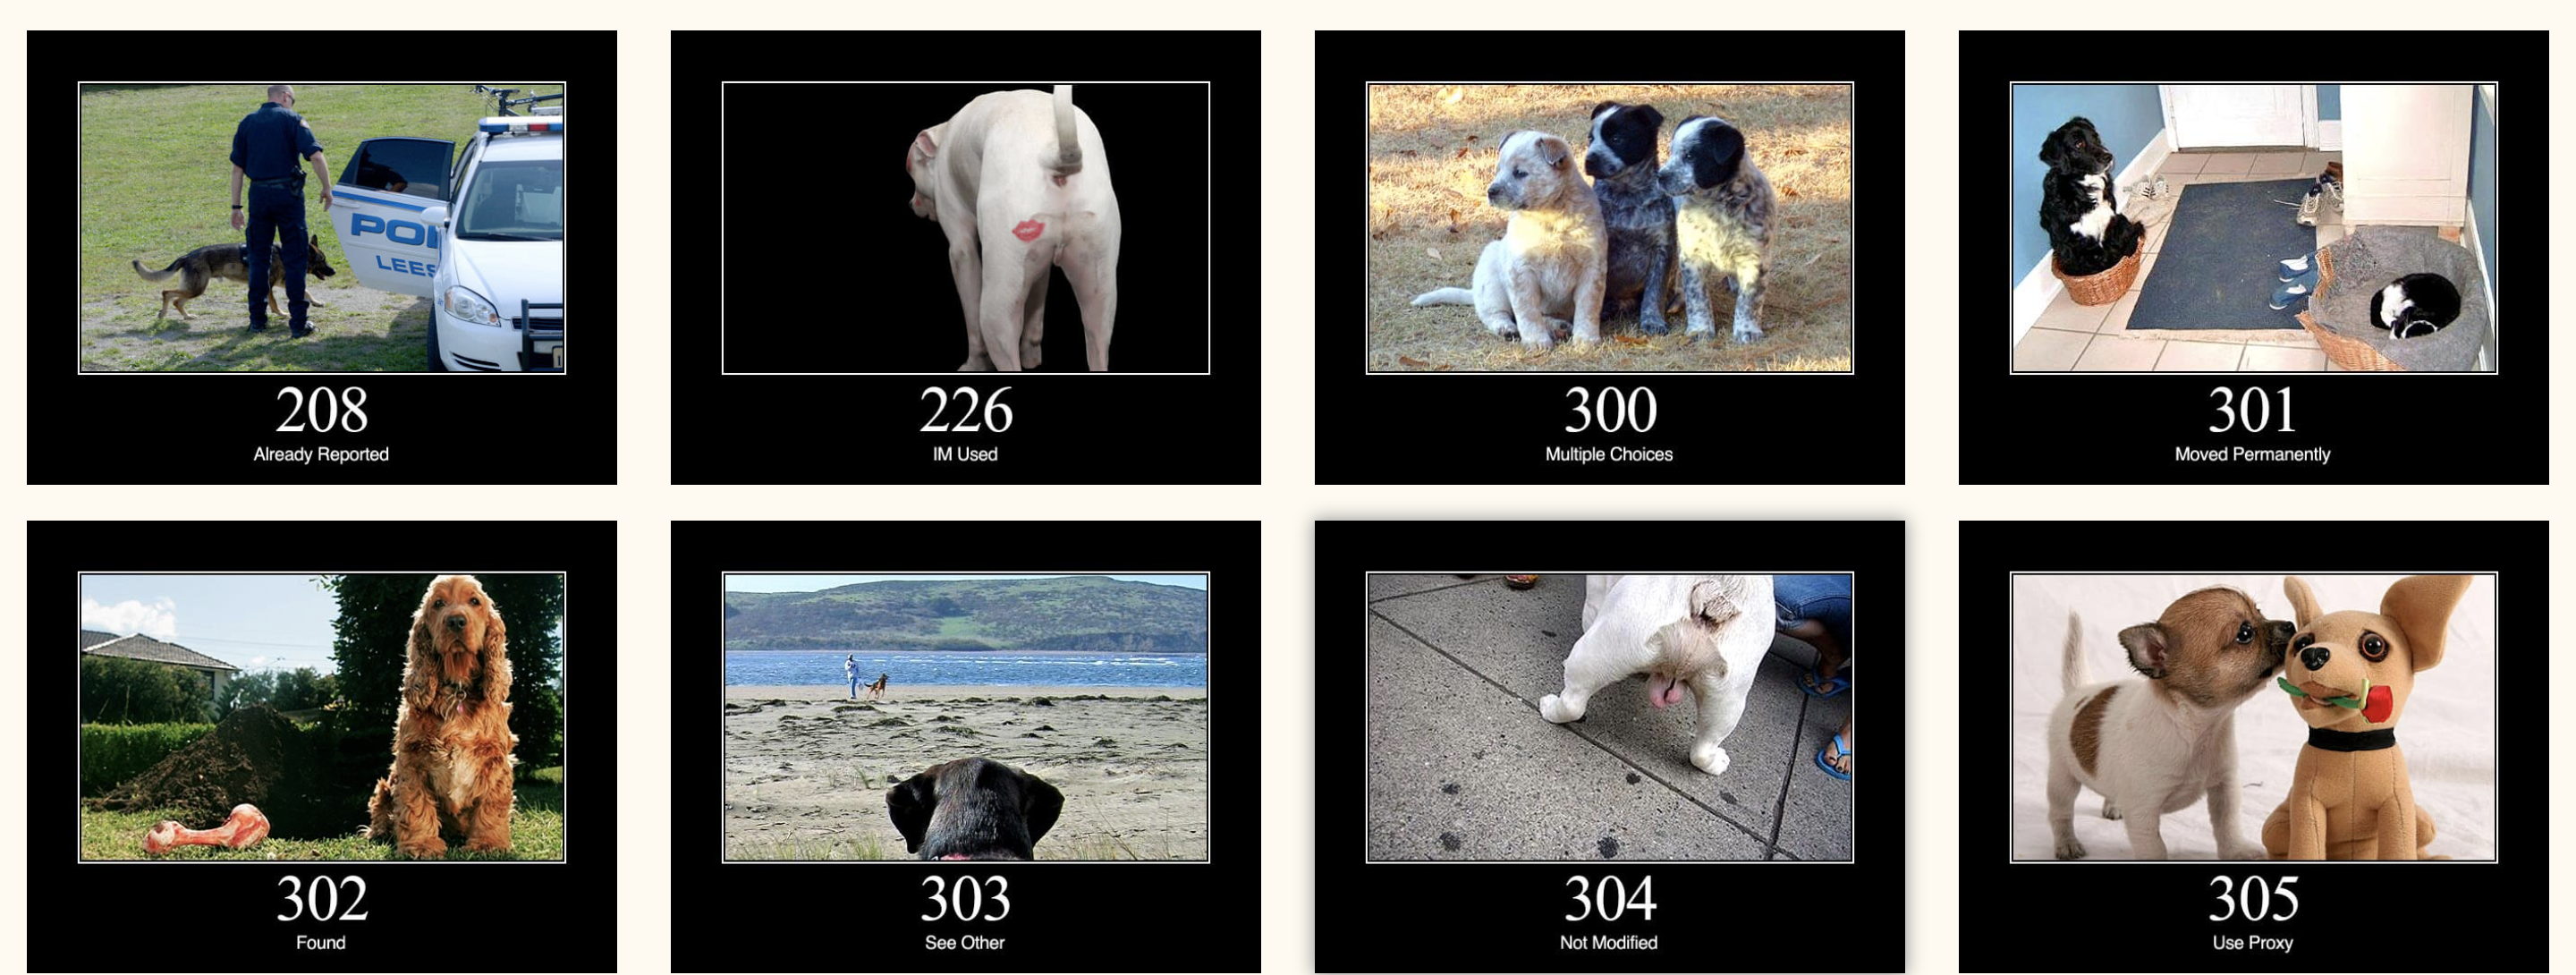 POL
LEES
208
Already Reported
226
IM Used
300
Multiple Choices
301
Moved Permanently
302
Found
303
See Other
304
Not Modified
305
Use Proxy